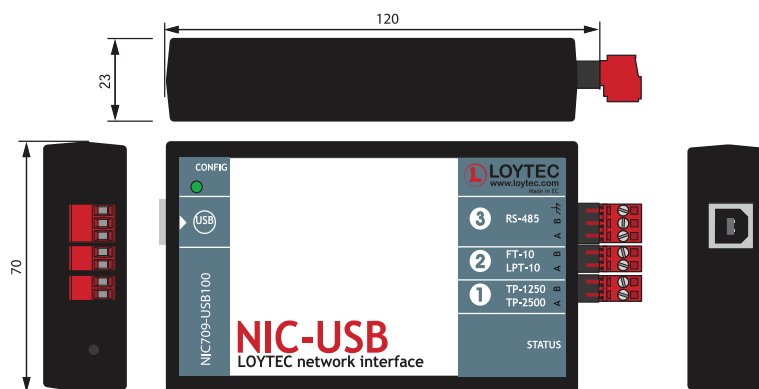 120
23
70
CONFIG
USB
NIC709-USB100
NIC-USB
LOYTEC network interface
L LOYTEC
www.loytec.com
Made in EC
3 RS-485
B
A
2 FT-10 B
LPT-10 A
1 TP-1250 B
TP-2500 A
STATUS